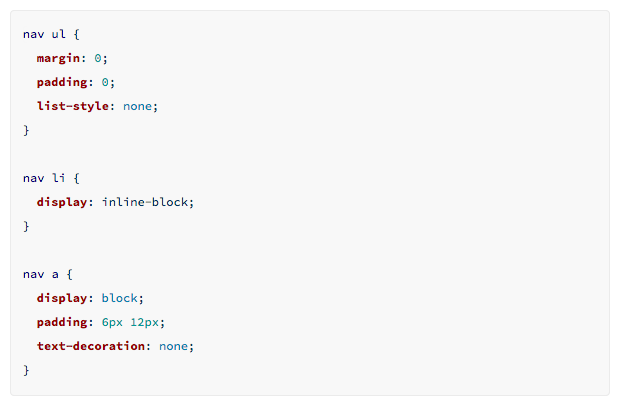 nav ul {
  margin: 0;
  padding: 0;
  list-style: none;
}

nav li {
  display: inline-block;
}

nav a {
  display: block;
  padding: 6px 12px;
  text-decoration: none;
}